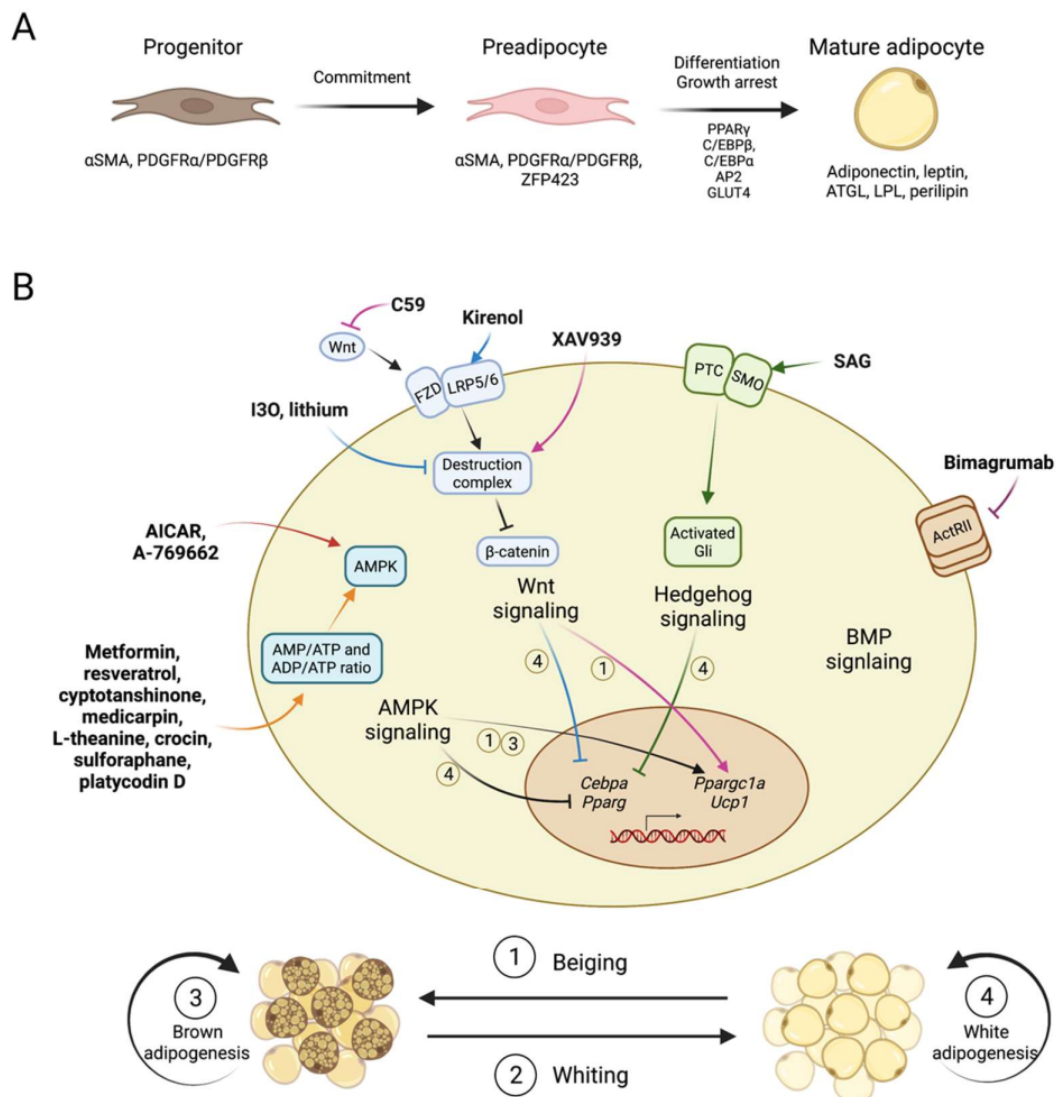 A
Progenitor
Commitment
Preadipocyte
Differentiation
Growth arrest
Mature adipocyte
αSMA, PDGFRα/PDGFRβ
αSMA, PDGFRα/PDGFRβ,
ZFP423
PPARγ
C/EBPβ,
C/EBPα
AP2
GLUT4
Adiponectin, leptin,
ATGL, LPL, perilipin
B
C59
Wnt
Kirenol
XAV939
FZD
LRP5/6
PTC
SMO
SAG
I3O, lithium
Destruction
complex
Bimagrumab
ActRII
AICAR,
A-769662
AMPK
β-catenin
Activated
Gli
Wnt
signaling
Hedgehog
signaling
BMP
signlaing
AMP/ATP and
ADP/ATP ratio
Metformin,
resveratrol,
cyptotanshinone,
medicarpin,
L-theanine, crocin,
sulforaphane,
platycodin D
4
1
4
AMPK
signaling
1
3
4
Cebpa
Pparg
Ppargc1a
Ucp1
1
Beiging
3
Brown
adipogenesis
4
White
adipogenesis
2
Whiting